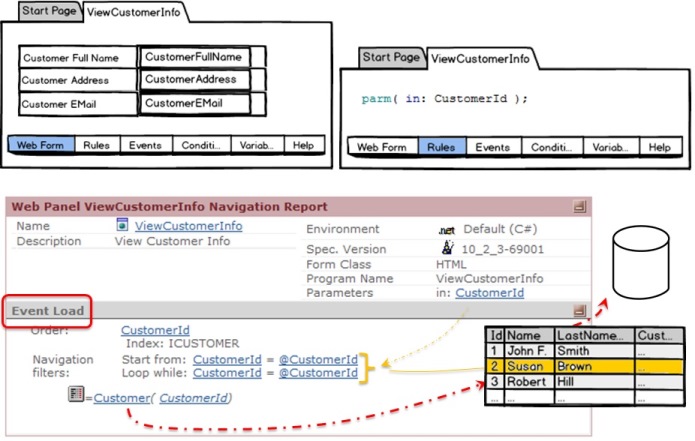 Start Page ViewCustomerInfo
Customer Full Name CustomerFullName
Customer Address CustomerAddress
Customer EMail CustomerEMail
Web Form Rules Events Conditi... Variab... Help
Start Page ViewCustomerInfo
parm( in: CustomerId );
Web Form Rules Events Conditi... Variab... Help
Web Panel ViewCustomerInfo Navigation Report
Name ViewCustomerInfo
Description View Customer Info
Environment .net Default (C#)
Spec. Version 10_2_3-69001
Form Class HTML
Program Name ViewCustomerInfo
Parameters in: CustomerId
Event Load
Order: CustomerId
Index: ICUSTOMER
Navigation filters: Start from: CustomerId = @CustomerId
Loop while: CustomerId = @CustomerId
=Customer( CustomerId)
Id Name LastName... Cust...
1 John F. Smith ...
2 Susan Brown ...
3 Robert Hill ...
... ... ... ...